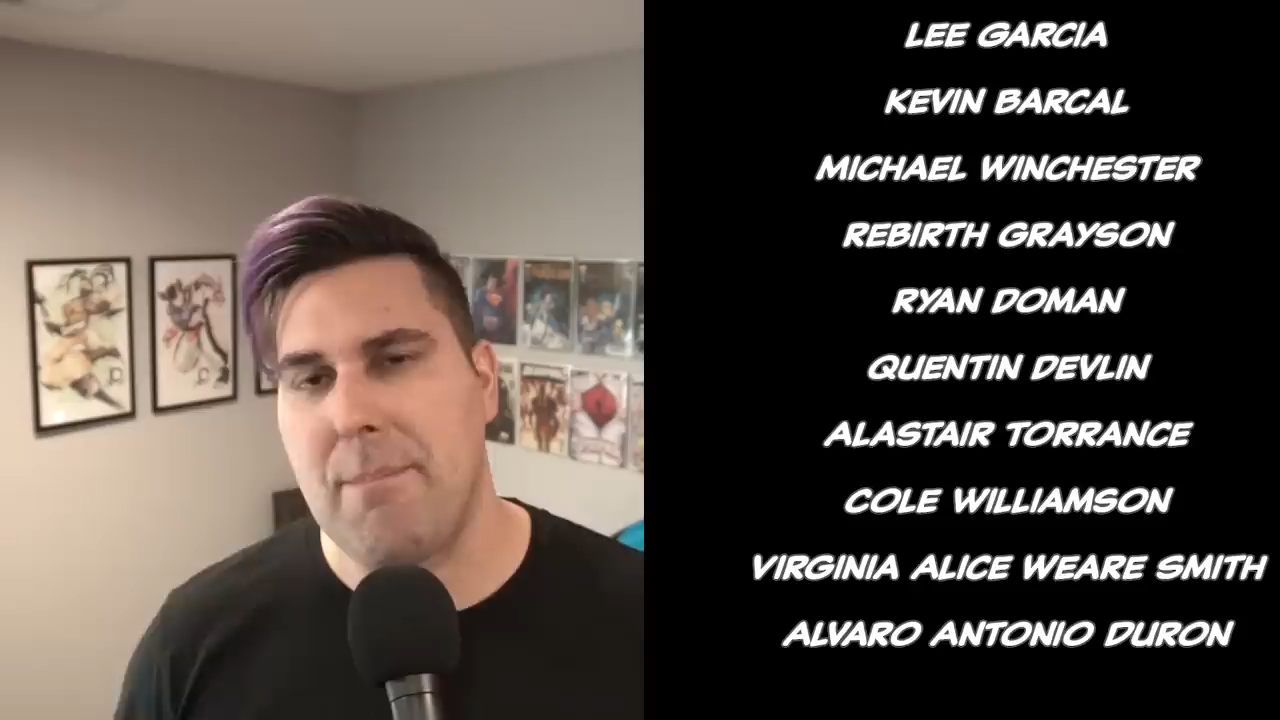 LEE GARCIA
KEVIN BARCAL
MICHAEL WINCHESTER
REBIRTH GRAYSON
RYAN DOMAN
QUENTIN DEVLIN
ALASTAIR TORRANCE
COLE WILLIAMSON
VIRGINIA ALICE WEARE SMITH
ALVARO ANTONIO DURON